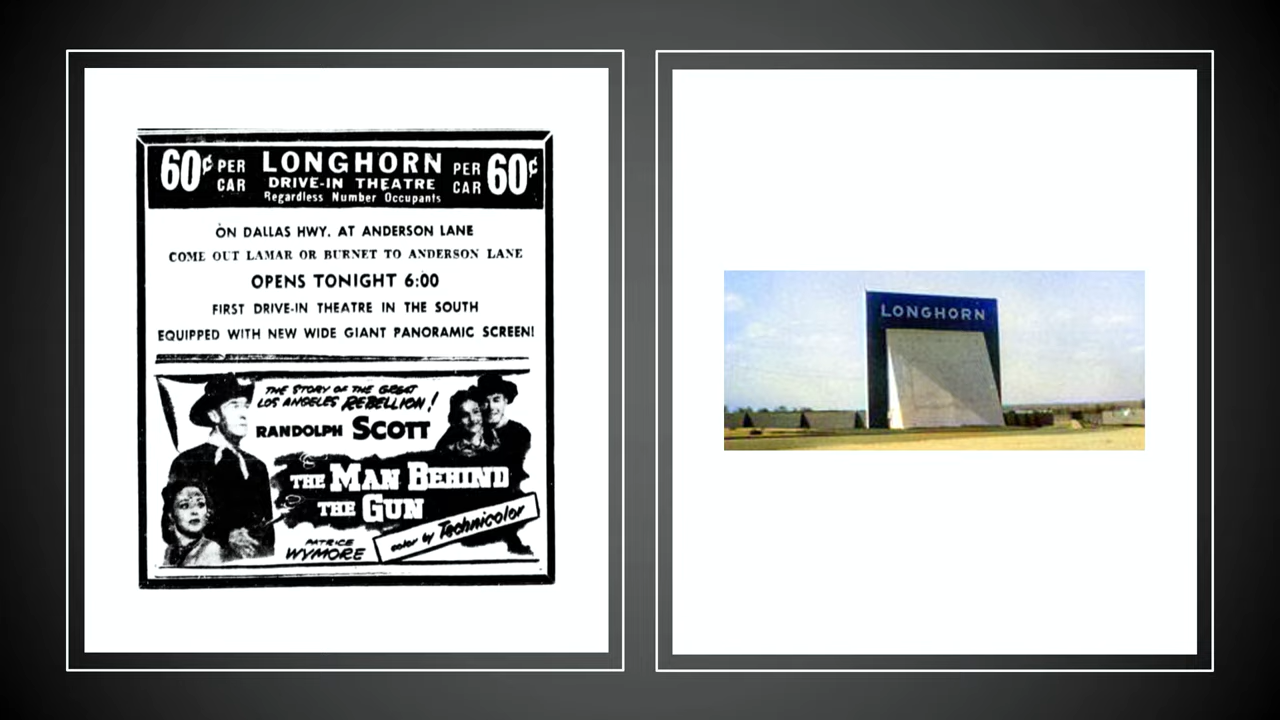 60¢ PER CAR LONGHORN PER CAR 60¢
DRIVE-IN THEATRE
Regardless Number Occupants
ON DALLAS HWY. AT ANDERSON LANE
COME OUT LAMAR OR BURNET TO ANDERSON LANE
OPENS TONIGHT 6:00
FIRST DRIVE-IN THEATRE IN THE SOUTH
EQUIPPED WITH NEW WIDE GIANT PANORAMIC SCREEN!
THE STORY OF THE GREAT
LOS ANGELES REBELLION!
RANDOLPH SCOTT
THE MAN BEHIND
THE GUN
PATRICE
WYMORE
color by Technicolor
LONGHORN